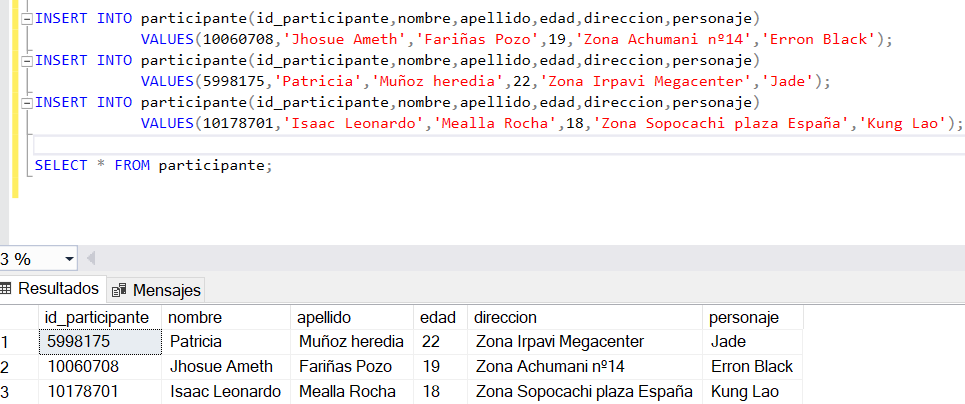 INSERT INTO participante(id_participante,nombre,apellido,edad,direccion,personaje)
VALUES(10060708,'Jhosue Ameth','Fariñas Pozo',19,'Zona Achumani nº14','Erron Black');
INSERT INTO participante(id_participante,nombre,apellido,edad,direccion,personaje)
VALUES(5998175,'Patricia','Muñoz heredia',22,'Zona Irpavi Megacenter','Jade');
INSERT INTO participante(id_participante,nombre,apellido,edad,direccion,personaje)
VALUES(10178701,'Isaac Leonardo','Mealla Rocha',18,'Zona Sopocachi plaza España','Kung Lao');
SELECT * FROM participante;
3 %
Resultados Mensajes
id_participante nombre apellido edad direccion personaje
1 5998175 Patricia Muñoz heredia 22 Zona Irpavi Megacenter Jade
2 10060708 Jhosue Ameth Fariñas Pozo 19 Zona Achumani nº14 Erron Black
3 10178701 Isaac Leonardo Mealla Rocha 18 Zona Sopocachi plaza España Kung Lao